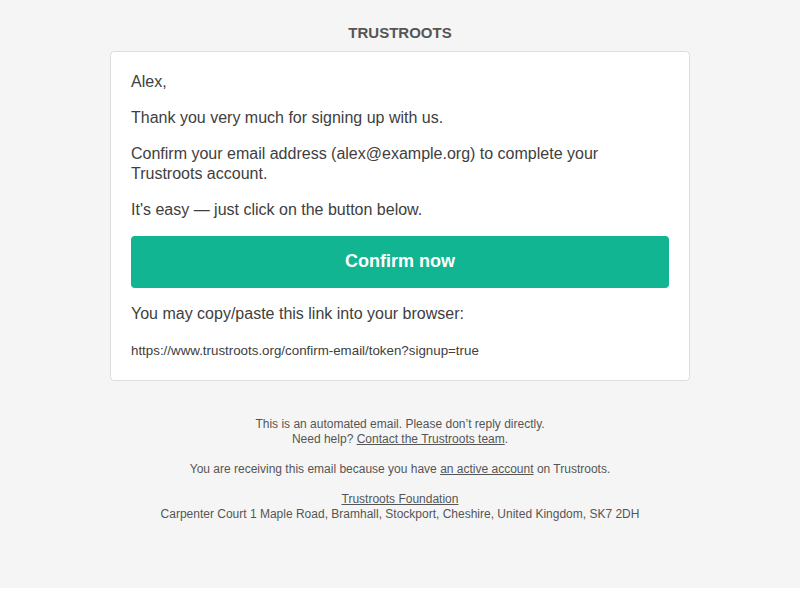 TRUSTROOTS
Alex,
Thank you very much for signing up with us.
Confirm your email address (alex@example.org) to complete your
Trustroots account.
It's easy — just click on the button below.
Confirm now
You may copy/paste this link into your browser:
https://www.trustroots.org/confirm-email/token?signup=true
This is an automated email. Please don’t reply directly.
Need help? Contact the Trustroots team.
You are receiving this email because you have an active account on Trustroots.
Trustroots Foundation
Carpenter Court 1 Maple Road, Bramhall, Stockport, Cheshire, United Kingdom, SK7 2DH